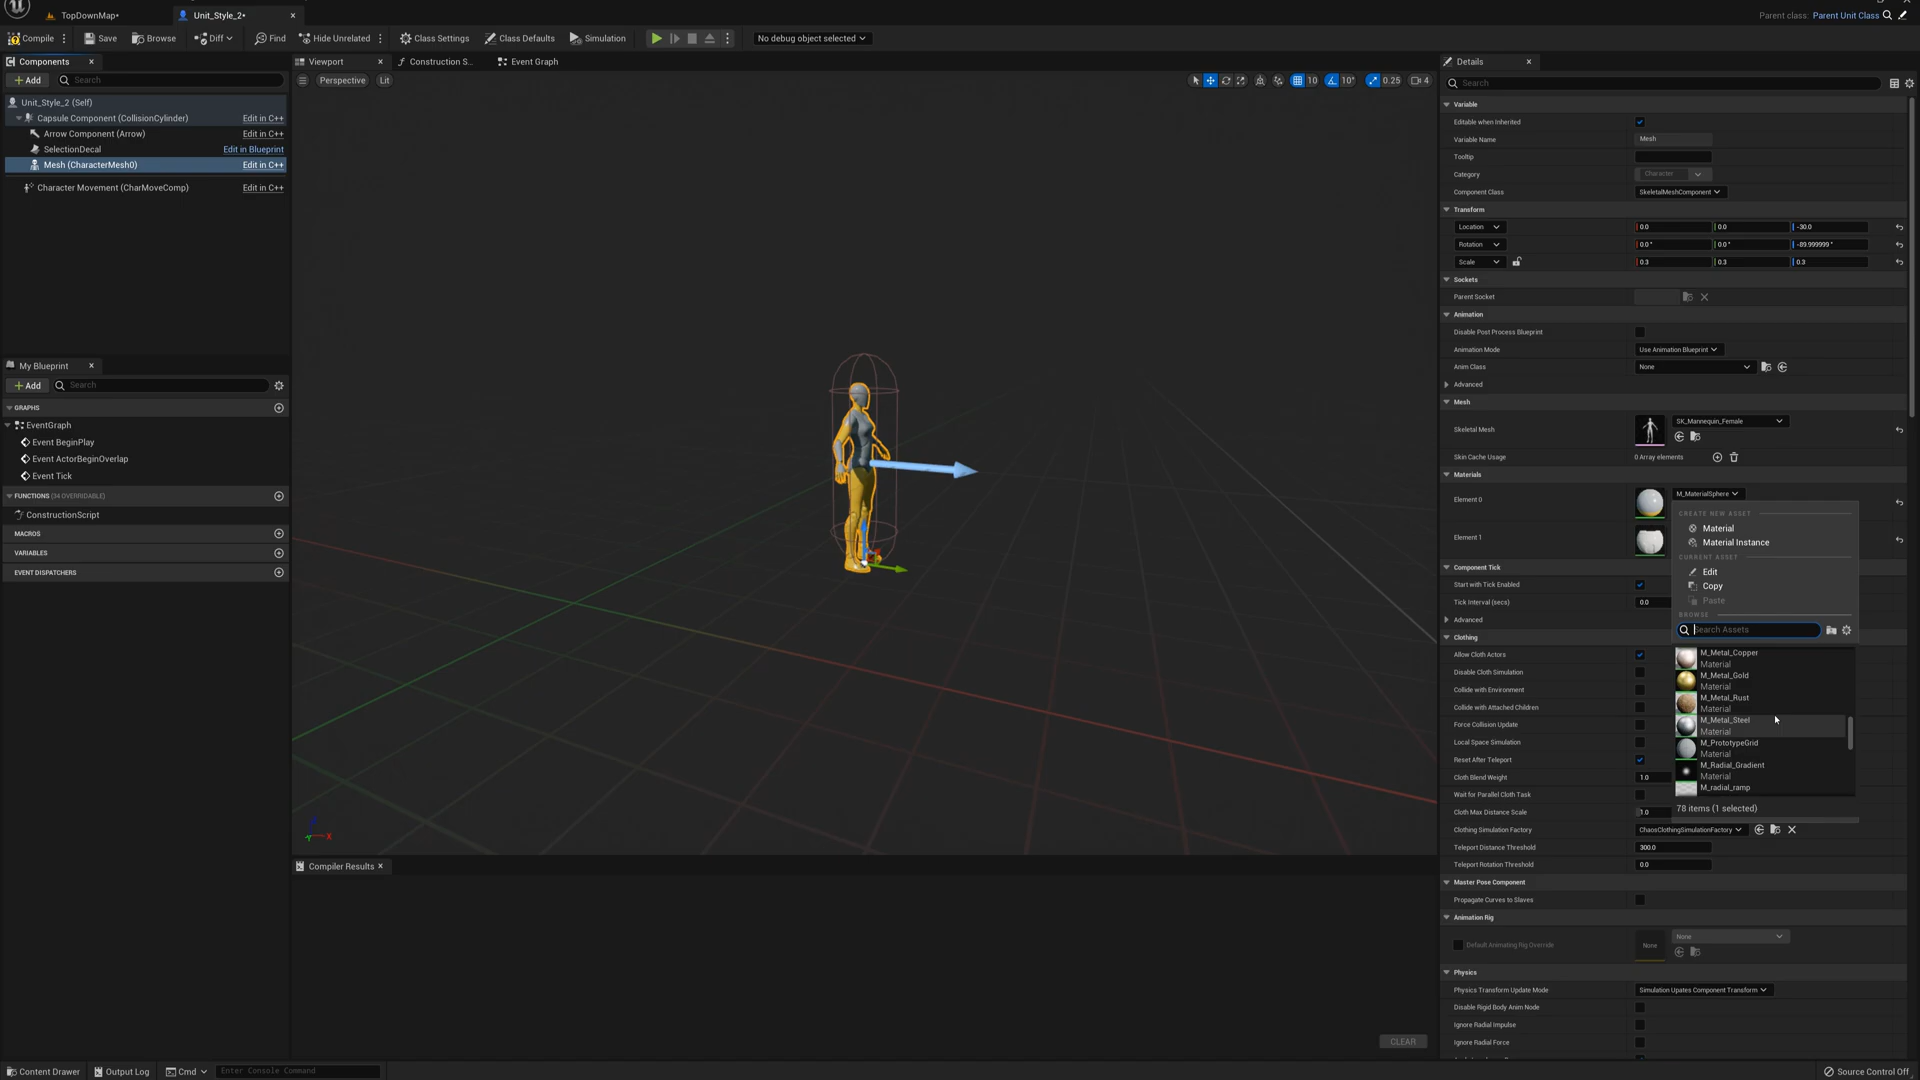 TopDownMap•
Unit_Style_2•
Parent class: Parent Unit Class
Compile
Save
Browse
Diff
Find
Hide Unrelated
Class Settings
Class Defaults
Simulation
No debug object selected
Components
Add
Search
Unit_Style_2 (Self)
Capsule Component (CollisionCylinder) Edit in C++
Arrow Component (Arrow) Edit in C++
SelectionDecal Edit in Blueprint
Mesh (CharacterMesh0) Edit in C++
Character Movement (CharMoveComp) Edit in C++
My Blueprint
Add
Search
GRAPHS
EventGraph
Event BeginPlay
Event ActorBeginOverlap
Event Tick
FUNCTIONS (34 OVERRIDABLE)
ConstructionScript
MACROS
VARIABLES
EVENT DISPATCHERS
Viewport
Construction S...
Event Graph
Perspective
Lit
10
10°
0.25
4
Z
X
Y
Compiler Results
CLEAR
Details
Search
Variable
Editable when Inherited
Variable Name Mesh
Tooltip
Category Character
Component Class SkeletalMeshComponent
Transform
Location 0.0 0.0 -30.0
Rotation 0.0° 0.0° -89.999999°
Scale 0.3 0.3 0.3
Sockets
Parent Socket
Animation
Disable Post Process Blueprint
Animation Mode Use Animation Blueprint
Anim Class None
Advanced
Mesh
Skeletal Mesh SK_Mannequin_Female
Skin Cache Usage 0 Array elements
Materials
Element 0 M_MaterialSphere
Element 1
CREATE NEW ASSET
Material
Material Instance
CURRENT ASSET
Edit
Copy
Paste
BROWSE
Search Assets
M_Metal_Copper
Material
M_Metal_Gold
Material
M_Metal_Rust
Material
M_Metal_Steel
Material
M_PrototypeGrid
Material
M_Radial_Gradient
Material
M_radial_ramp
78 items (1 selected)
Component Tick
Start with Tick Enabled
Tick Interval (secs) 0.0
Advanced
Clothing
Allow Cloth Actors
Disable Cloth Simulation
Collide with Environment
Collide with Attached Children
Force Collision Update
Local Space Simulation
Reset After Teleport
Cloth Blend Weight 1.0
Wait for Parallel Cloth Task
Cloth Max Distance Scale 1.0
Clothing Simulation Factory ChaosClothingSimulationFactory
Teleport Distance Threshold 300.0
Teleport Rotation Threshold 0.0
Master Pose Component
Propagate Curves to Slaves
Animation Rig
Default Animating Rig Override None None
Physics
Physics Transform Update Mode Simulation Upates Component Transform
Disable Rigid Body Anim Node
Ignore Radial Impulse
Ignore Radial Force
Content Drawer
Output Log
Cmd
Enter Console Command
Source Control Off